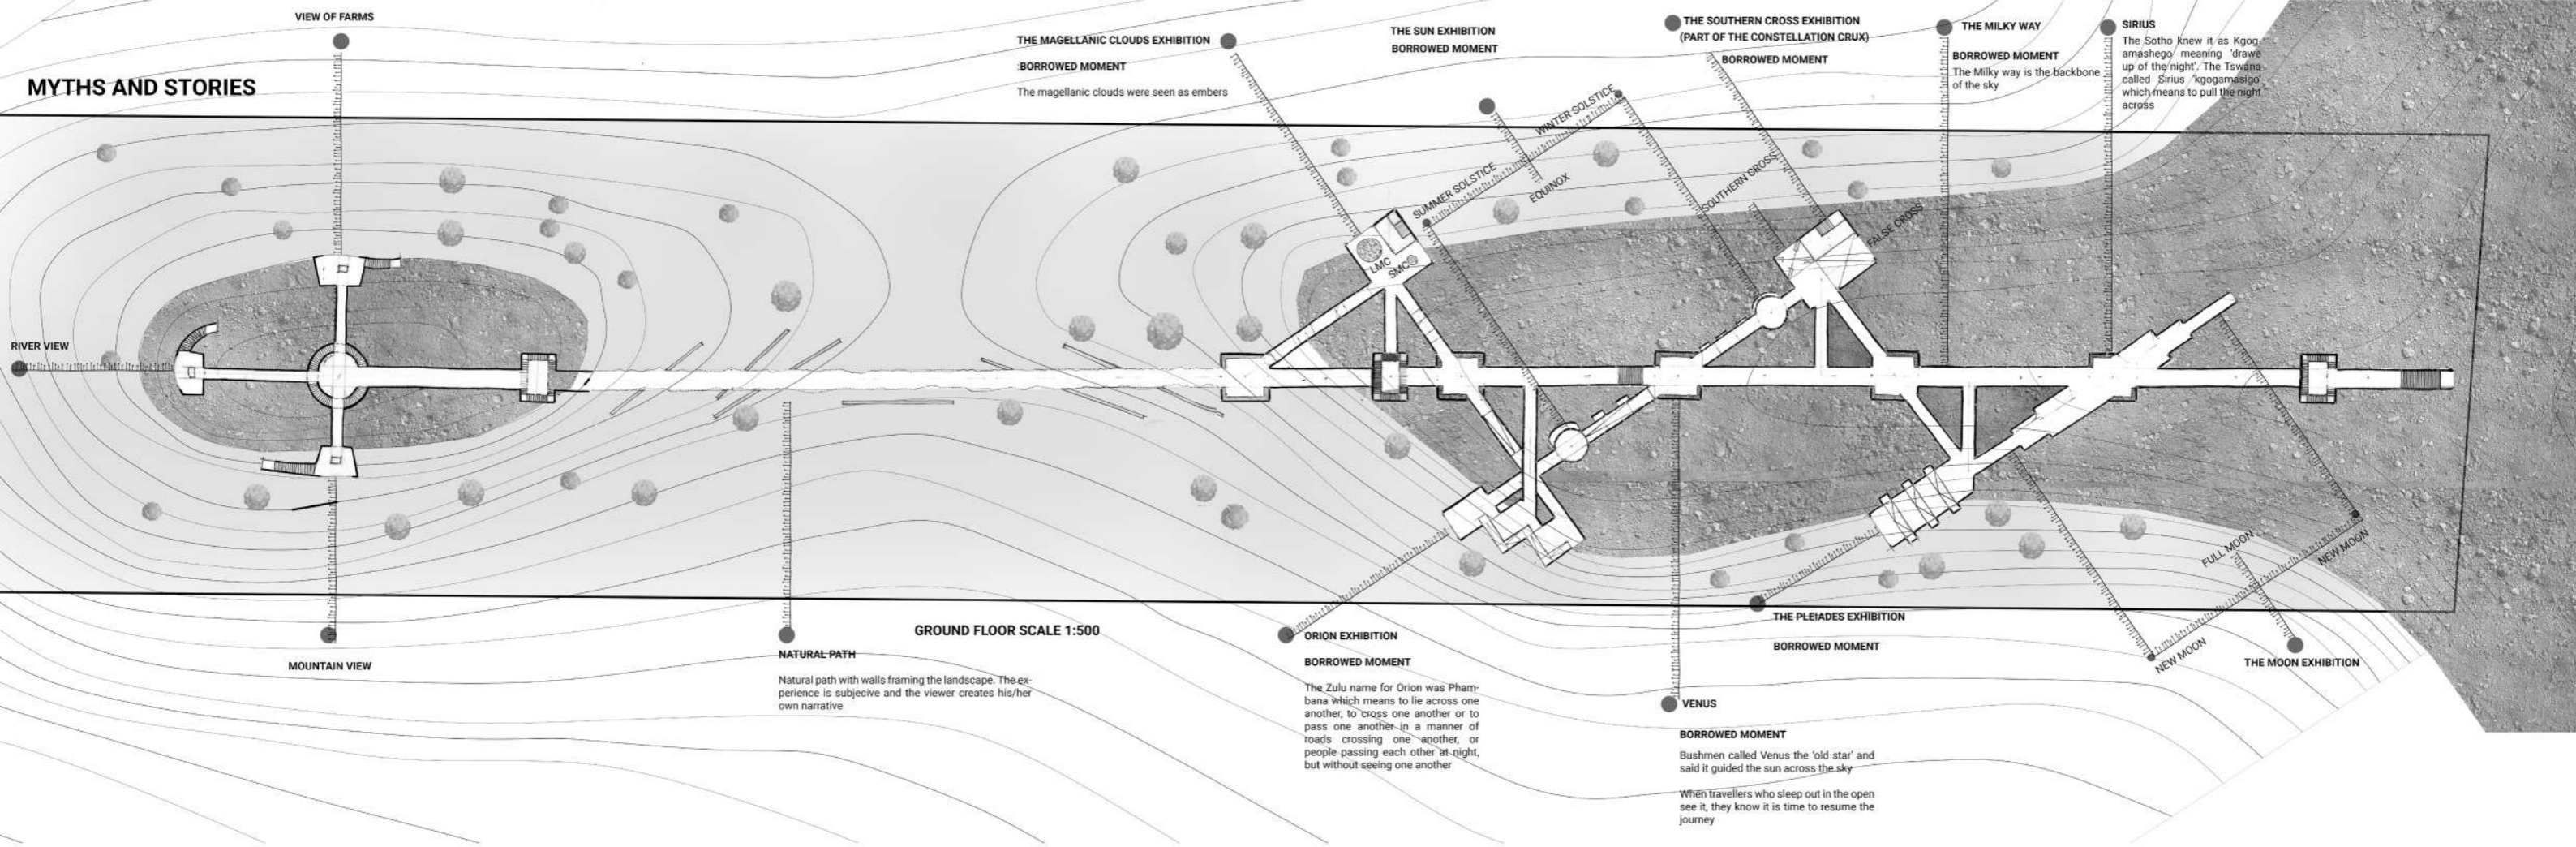 VIEW OF FARMS
MYTHS AND STORIES
RIVER VIEW
MOUNTAIN VIEW
NATURAL PATH
Natural path with walls framing the landscape. The ex-
perience is subjecive and the viewer creates his/her
own narrative
GROUND FLOOR SCALE 1:500
THE MAGELLANIC CLOUDS EXHIBITION
BORROWED MOMENT
The magellanic clouds were seen as embers
LMC
SMC
THE SUN EXHIBITION
BORROWED MOMENT
SUMMER SOLSTICE
WINTER SOLSTICE
EQUINOX
THE SOUTHERN CROSS EXHIBITION
(PART OF THE CONSTELLATION CRUX)
BORROWED MOMENT
SOUTHERN CROSS
FALSE CROSS
THE MILKY WAY
BORROWED MOMENT
The Milky way is the backbone
of the sky
SIRIUS
The Sotho knew it as Kgog-
amashego meaning 'drawe
up of the night'. The Tswana
called Sirius 'kgogamasigo'
which means to pull the night
across
ORION EXHIBITION
BORROWED MOMENT
The Zulu name for Orion was Pham-
bana which means to lie across one
another, to cross one another or to
pass one another in a manner of
roads crossing one another, or
people passing each other at night,
but without seeing one another
VENUS
BORROWED MOMENT
Bushmen called Venus the 'old star' and
said it guided the sun across the sky
When travellers who sleep out in the open
see it, they know it is time to resume the
journey
THE PLEIADES EXHIBITION
BORROWED MOMENT
FULL MOON
NEW MOON
NEW MOON
THE MOON EXHIBITION